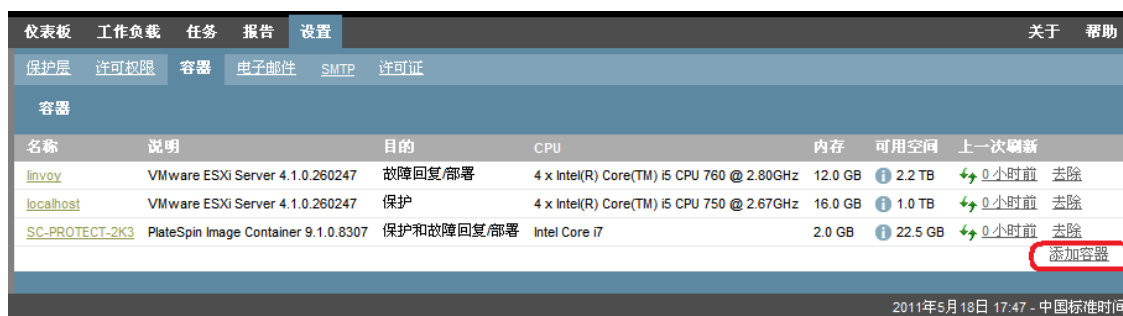 仪表板 工作负载 任务 报告 设置 关于 帮助
保护层 许可权限 容器 电子邮件 SMTP 许可证
容器
名称 说明 目的 CPU 内存 可用空间 上一次刷新
linvoy VMware ESXi Server 4.1.0.260247 故障回复/部署 4 x Intel(R) Core(TM) i5 CPU 760 @ 2.80GHz 12.0 GB 2.2 TB 0 小时前 去除
localhost VMware ESXi Server 4.1.0.260247 保护 4 x Intel(R) Core(TM) i5 CPU 750 @ 2.67GHz 16.0 GB 1.0 TB 0 小时前 去除
SC-PROTECT-2K3 PlateSpin Image Container 9.1.0.8307 保护和故障回复/部署 Intel Core i7 2.0 GB 22.5 GB 0 小时前 去除
添加容器
2011年5月18日 17:47 - 中国标准时间